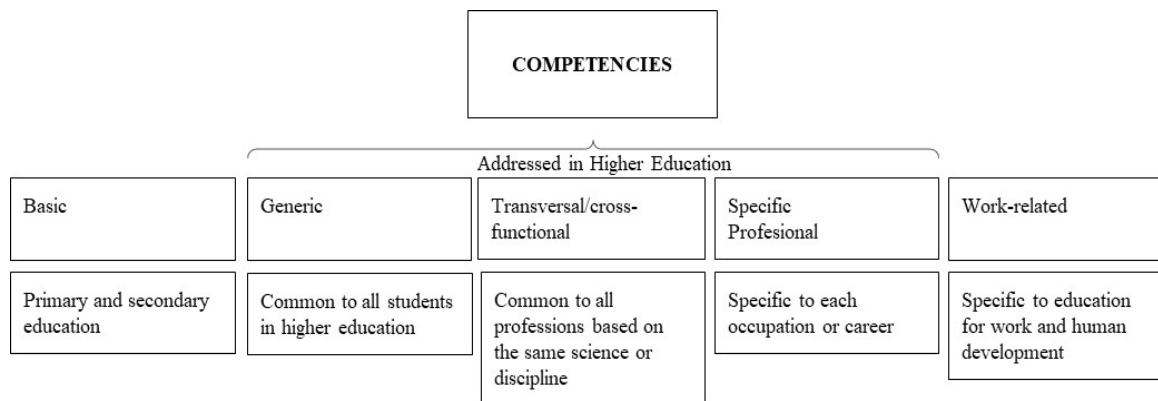 COMPETENCIES
Addressed in Higher Education
Basic
Generic
Transversal/cross-
functional
Specific
Profesional
Work-related
Primary and secondary
education
Common to all students
in higher education
Common to all
professions based on
the same science or
discipline
Specific to each
occupation or career
Specific to education
for work and human
development